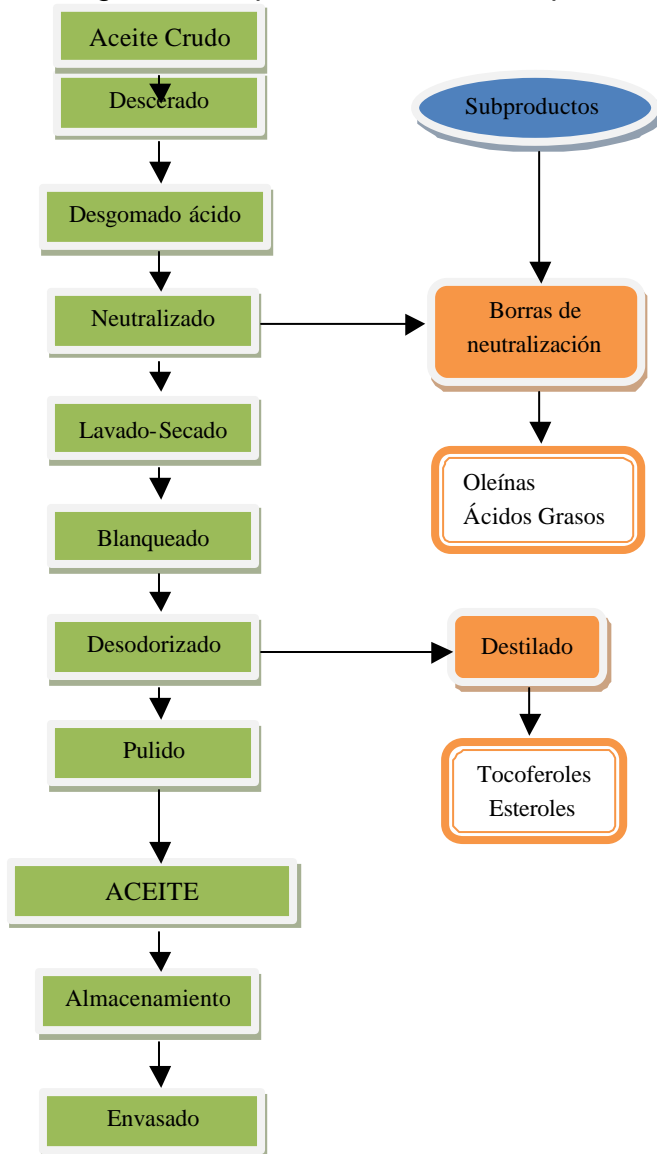 Aceite Crudo
Descerado
Subproductos
Desgomado ácido
Neutralizado
Borras de
neutralización
Lavado-Secado
Oleínas
Ácidos Grasos
Blanqueado
Desodorizado
Destilado
Pulido
Tocoferoles
Esteroles
ACEITE
Almacenamiento
Envasado